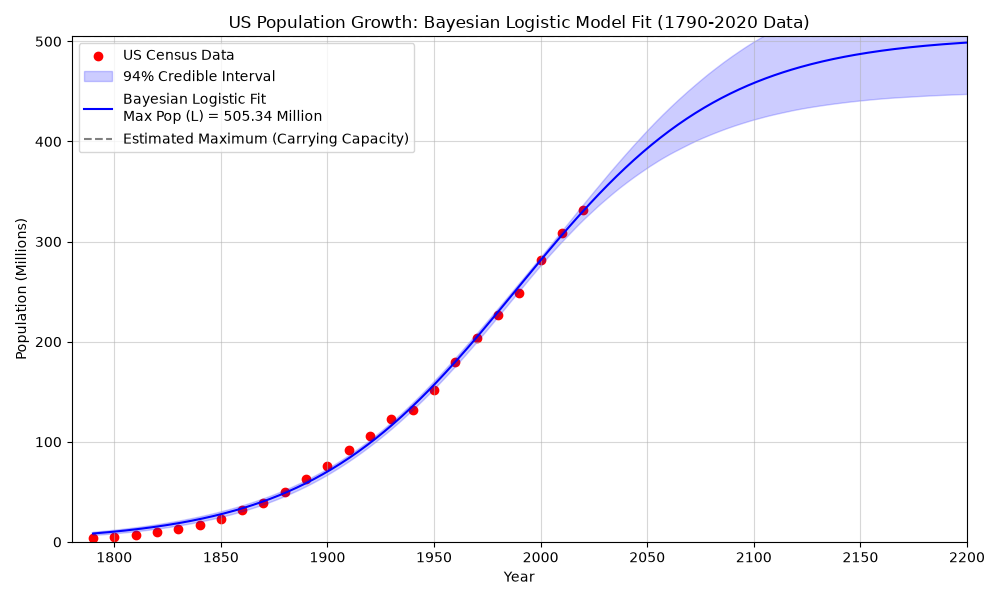 US Population Growth: Bayesian Logistic Model Fit (1790-2020 Data)
US Census Data
94% Credible Interval
Bayesian Logistic Fit
Max Pop (L) = 505.34 Million
Estimated Maximum (Carrying Capacity)
Population (Millions)
500
400
300
200
100
0
1800 1850 1900 1950 2000 2050 2100 2150 2200
Year